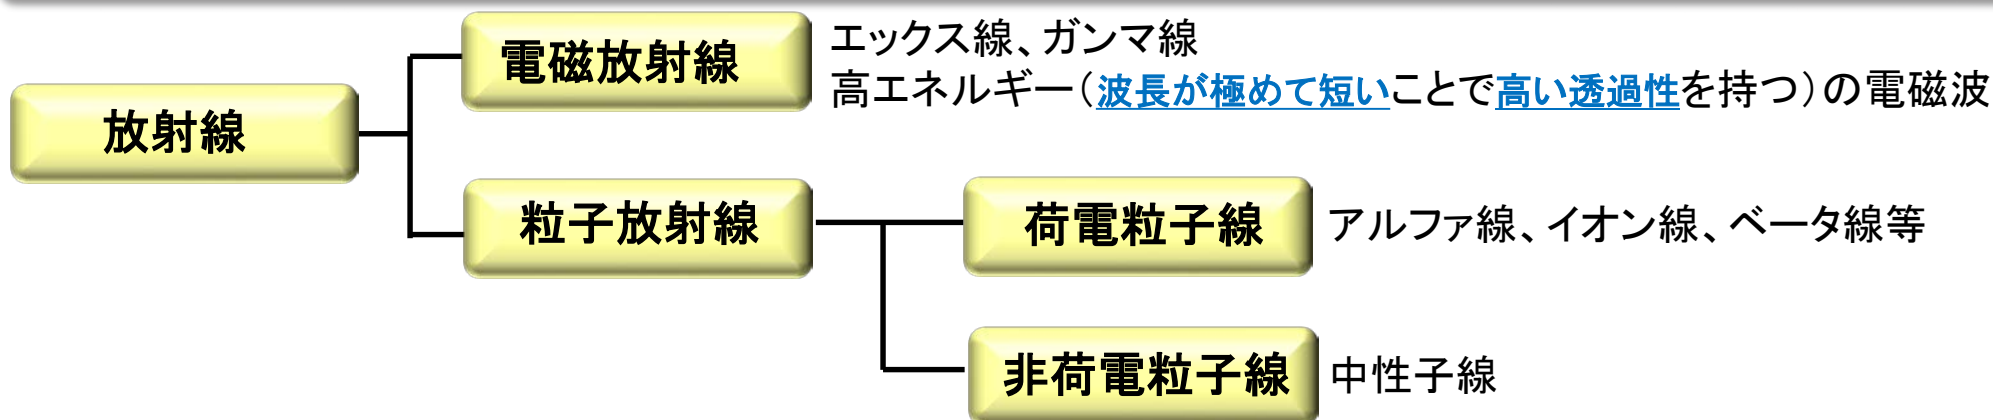 電磁放射線
エックス線、ガンマ線
高エネルギー(波長が極めて短いことで高い透過性を持つ)の電磁波
放射線
粒子放射線
荷電粒子線
アルファ線、イオン線、ベータ線等
非荷電粒子線
中性子線